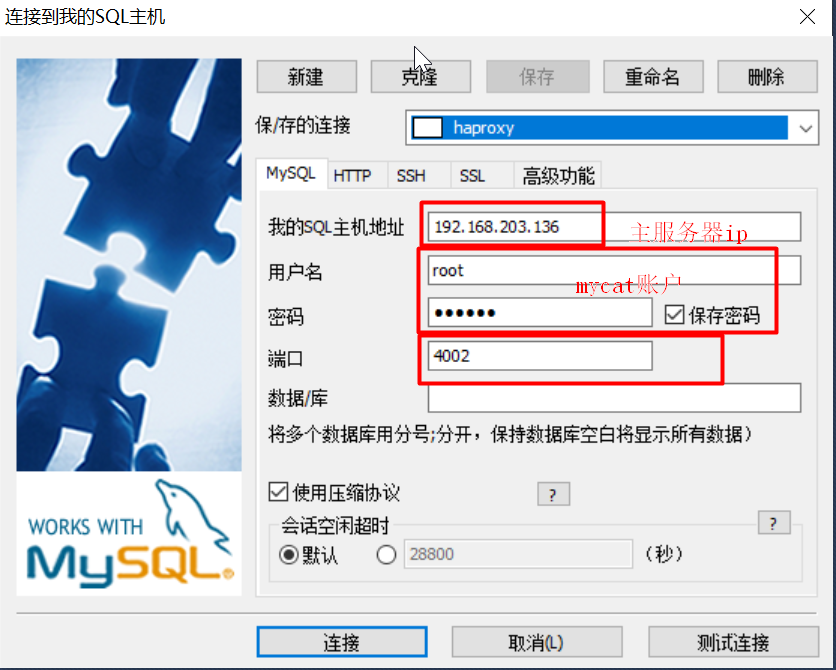 连接到我的SQL主机
新建 克隆 保存 重命名 删除
保/存的连接 haproxy
MySQL HTTP SSH SSL 高级功能
我的SQL主机地址 192.168.203.136 主服务器ip
用户名 root
mycat账户
密码 •••••• 保存密码
端口 4002
数据/库
将多个数据库用分号;分开，保持数据库空白将显示所有数据）
使用压缩协议 ?
会话空闲超时 ?
默认 28800 （秒）
WORKS WITH
MySQL®
连接 取消(L) 测试连接